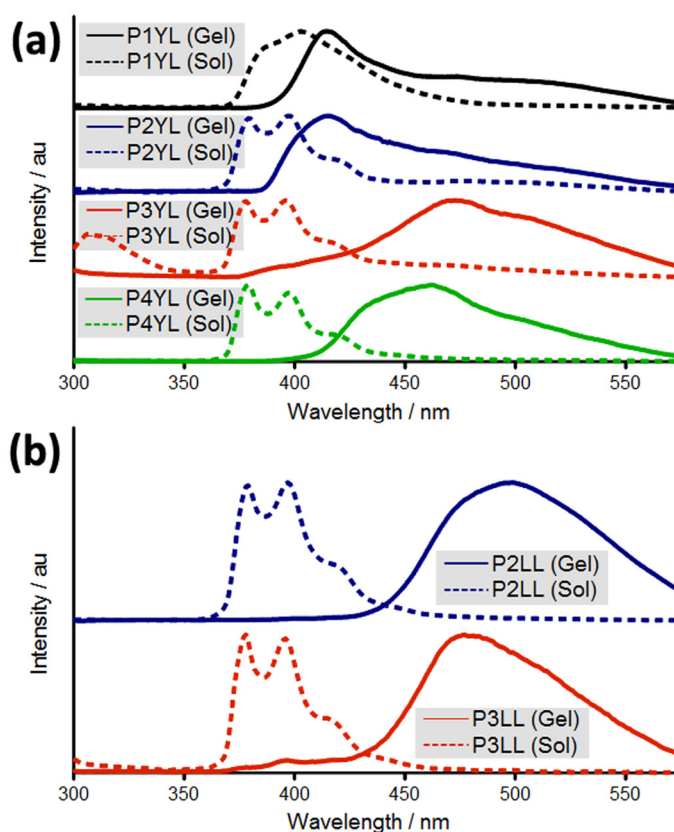 (a)
P1YL (Gel)
P1YL (Sol)
P2YL (Gel)
P2YL (Sol)
P3YL (Gel)
P3YL (Sol)
P4YL (Gel)
P4YL (Sol)
Intensity / au
300 350 400 450 500 550
Wavelength / nm
(b)
P2LL (Gel)
P2LL (Sol)
P3LL (Gel)
P3LL (Sol)
Intensity / au
300 350 400 450 500 550
Wavelength / nm